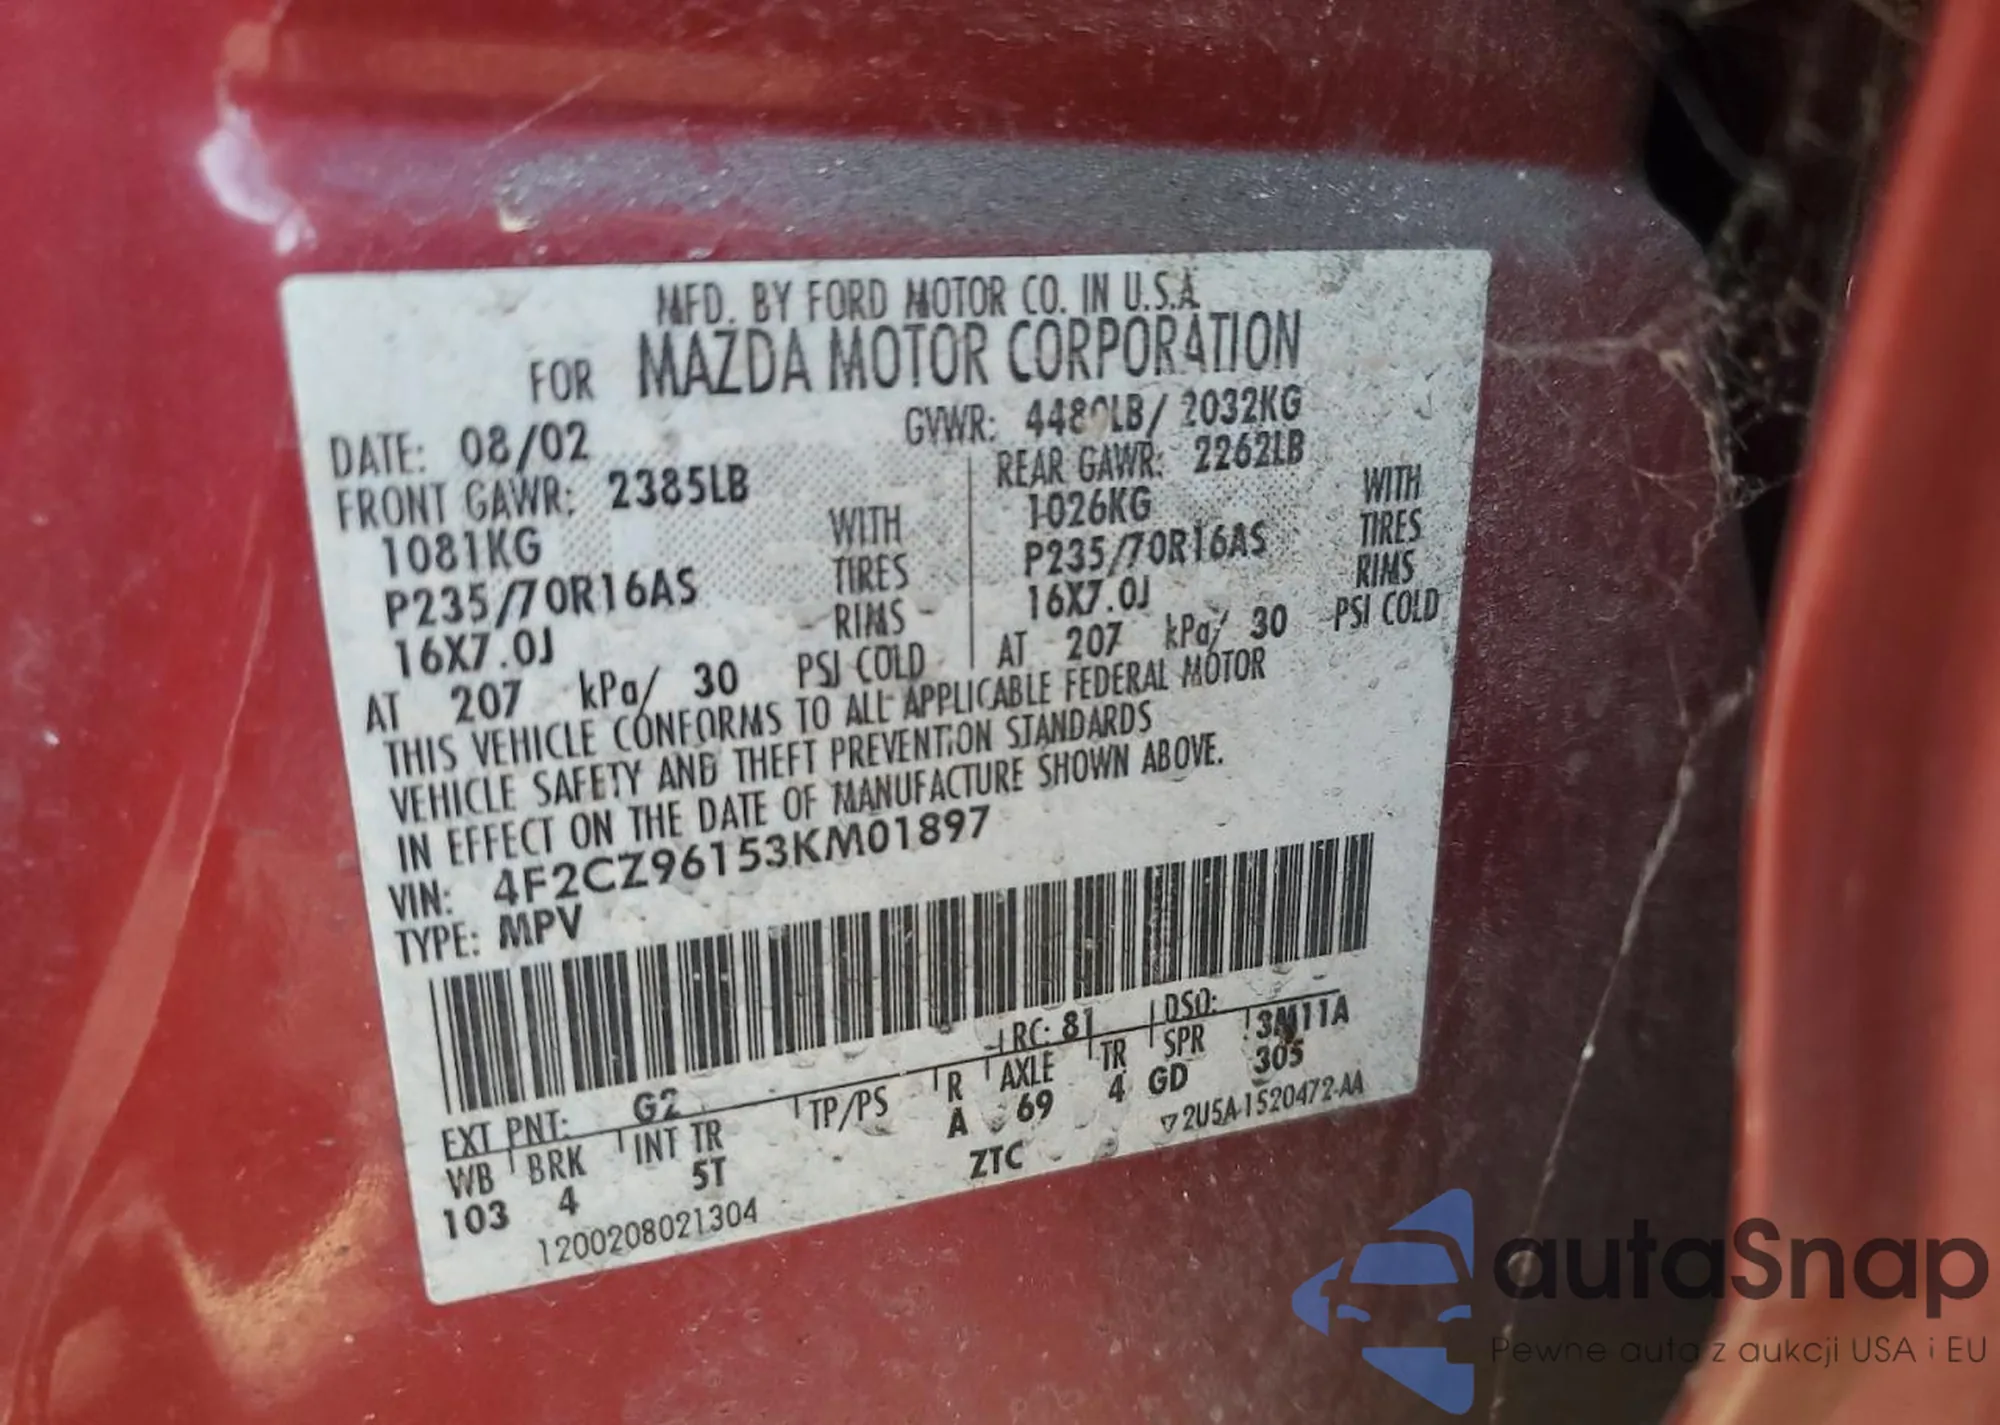 MFD. BY FORD MOTOR CO. IN U.S.A.
FOR MAZDA MOTOR CORPORATION
DATE: 08/02 GVWR: 4480LB/ 2032KG
FRONT GAWR: 2385LB REAR GAWR: 2262LB
1081KG WITH 1026KG WITH
P235/70R16AS TIRES P235/70R16AS TIRES
16X7.0J RIMS 16X7.0J RIMS
AT 207 kPa/ 30 PSI COLD AT 207 kPa/ 30 PSI COLD
THIS VEHICLE CONFORMS TO ALL APPLICABLE FEDERAL MOTOR
VEHICLE SAFETY AND THEFT PREVENTION STANDARDS
IN EFFECT ON THE DATE OF MANUFACTURE SHOWN ABOVE.
VIN: 4F2CZ96153KM01897
TYPE: MPV
EXT PNT: G2 RC: 81 DSO:
WB BRK INT TR TP/PS R AXLE TR SPR 3M11A
103 4 5T A 69 4 GD 305
1200208021304 ZTC ▽2U5A-1520472-AA
autaSnap
Pewne auta z aukcji USA i EU